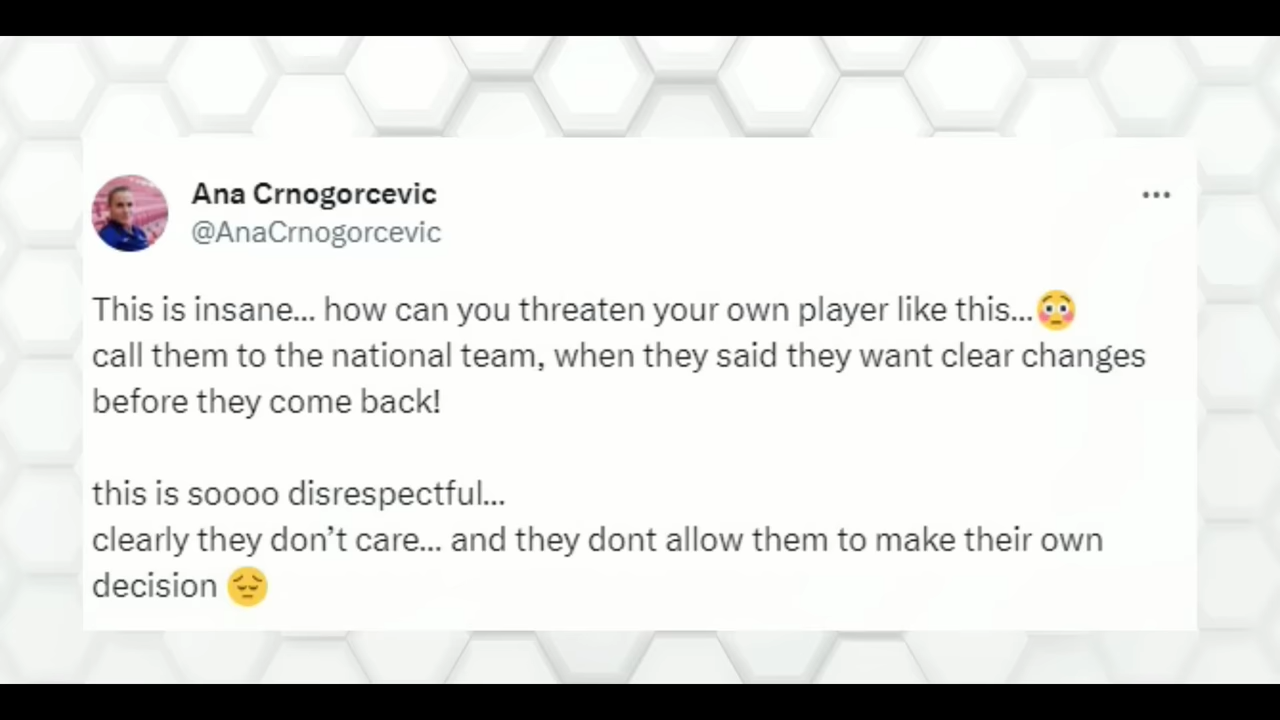 Ana Crnogorcevic
@AnaCrnogorcevic
This is insane... how can you threaten your own player like this...😳
call them to the national team, when they said they want clear changes
before they come back!
this is soooo disrespectful...
clearly they don’t care... and they dont allow them to make their own
decision 😔